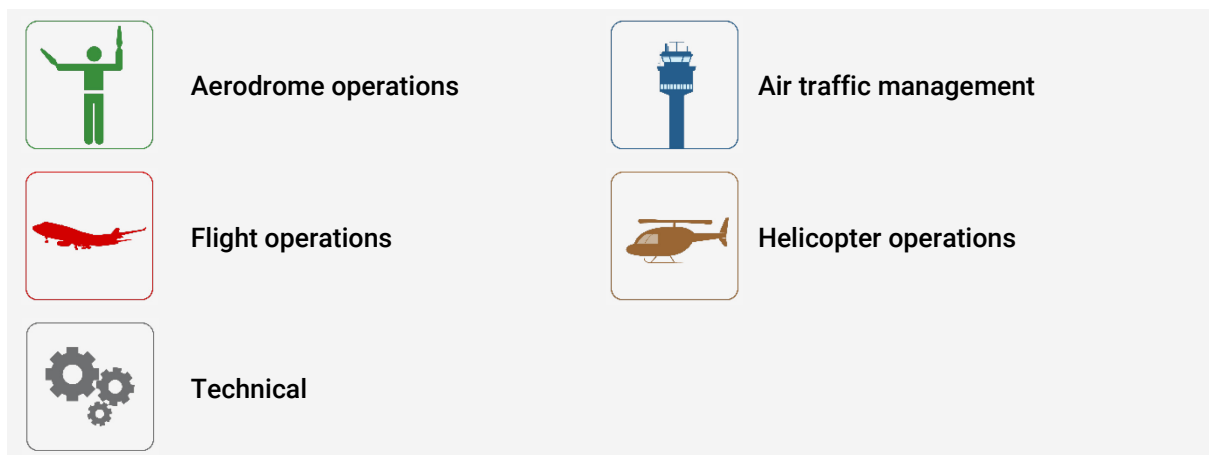 Aerodrome operations
Air traffic management
Flight operations
Helicopter operations
Technical